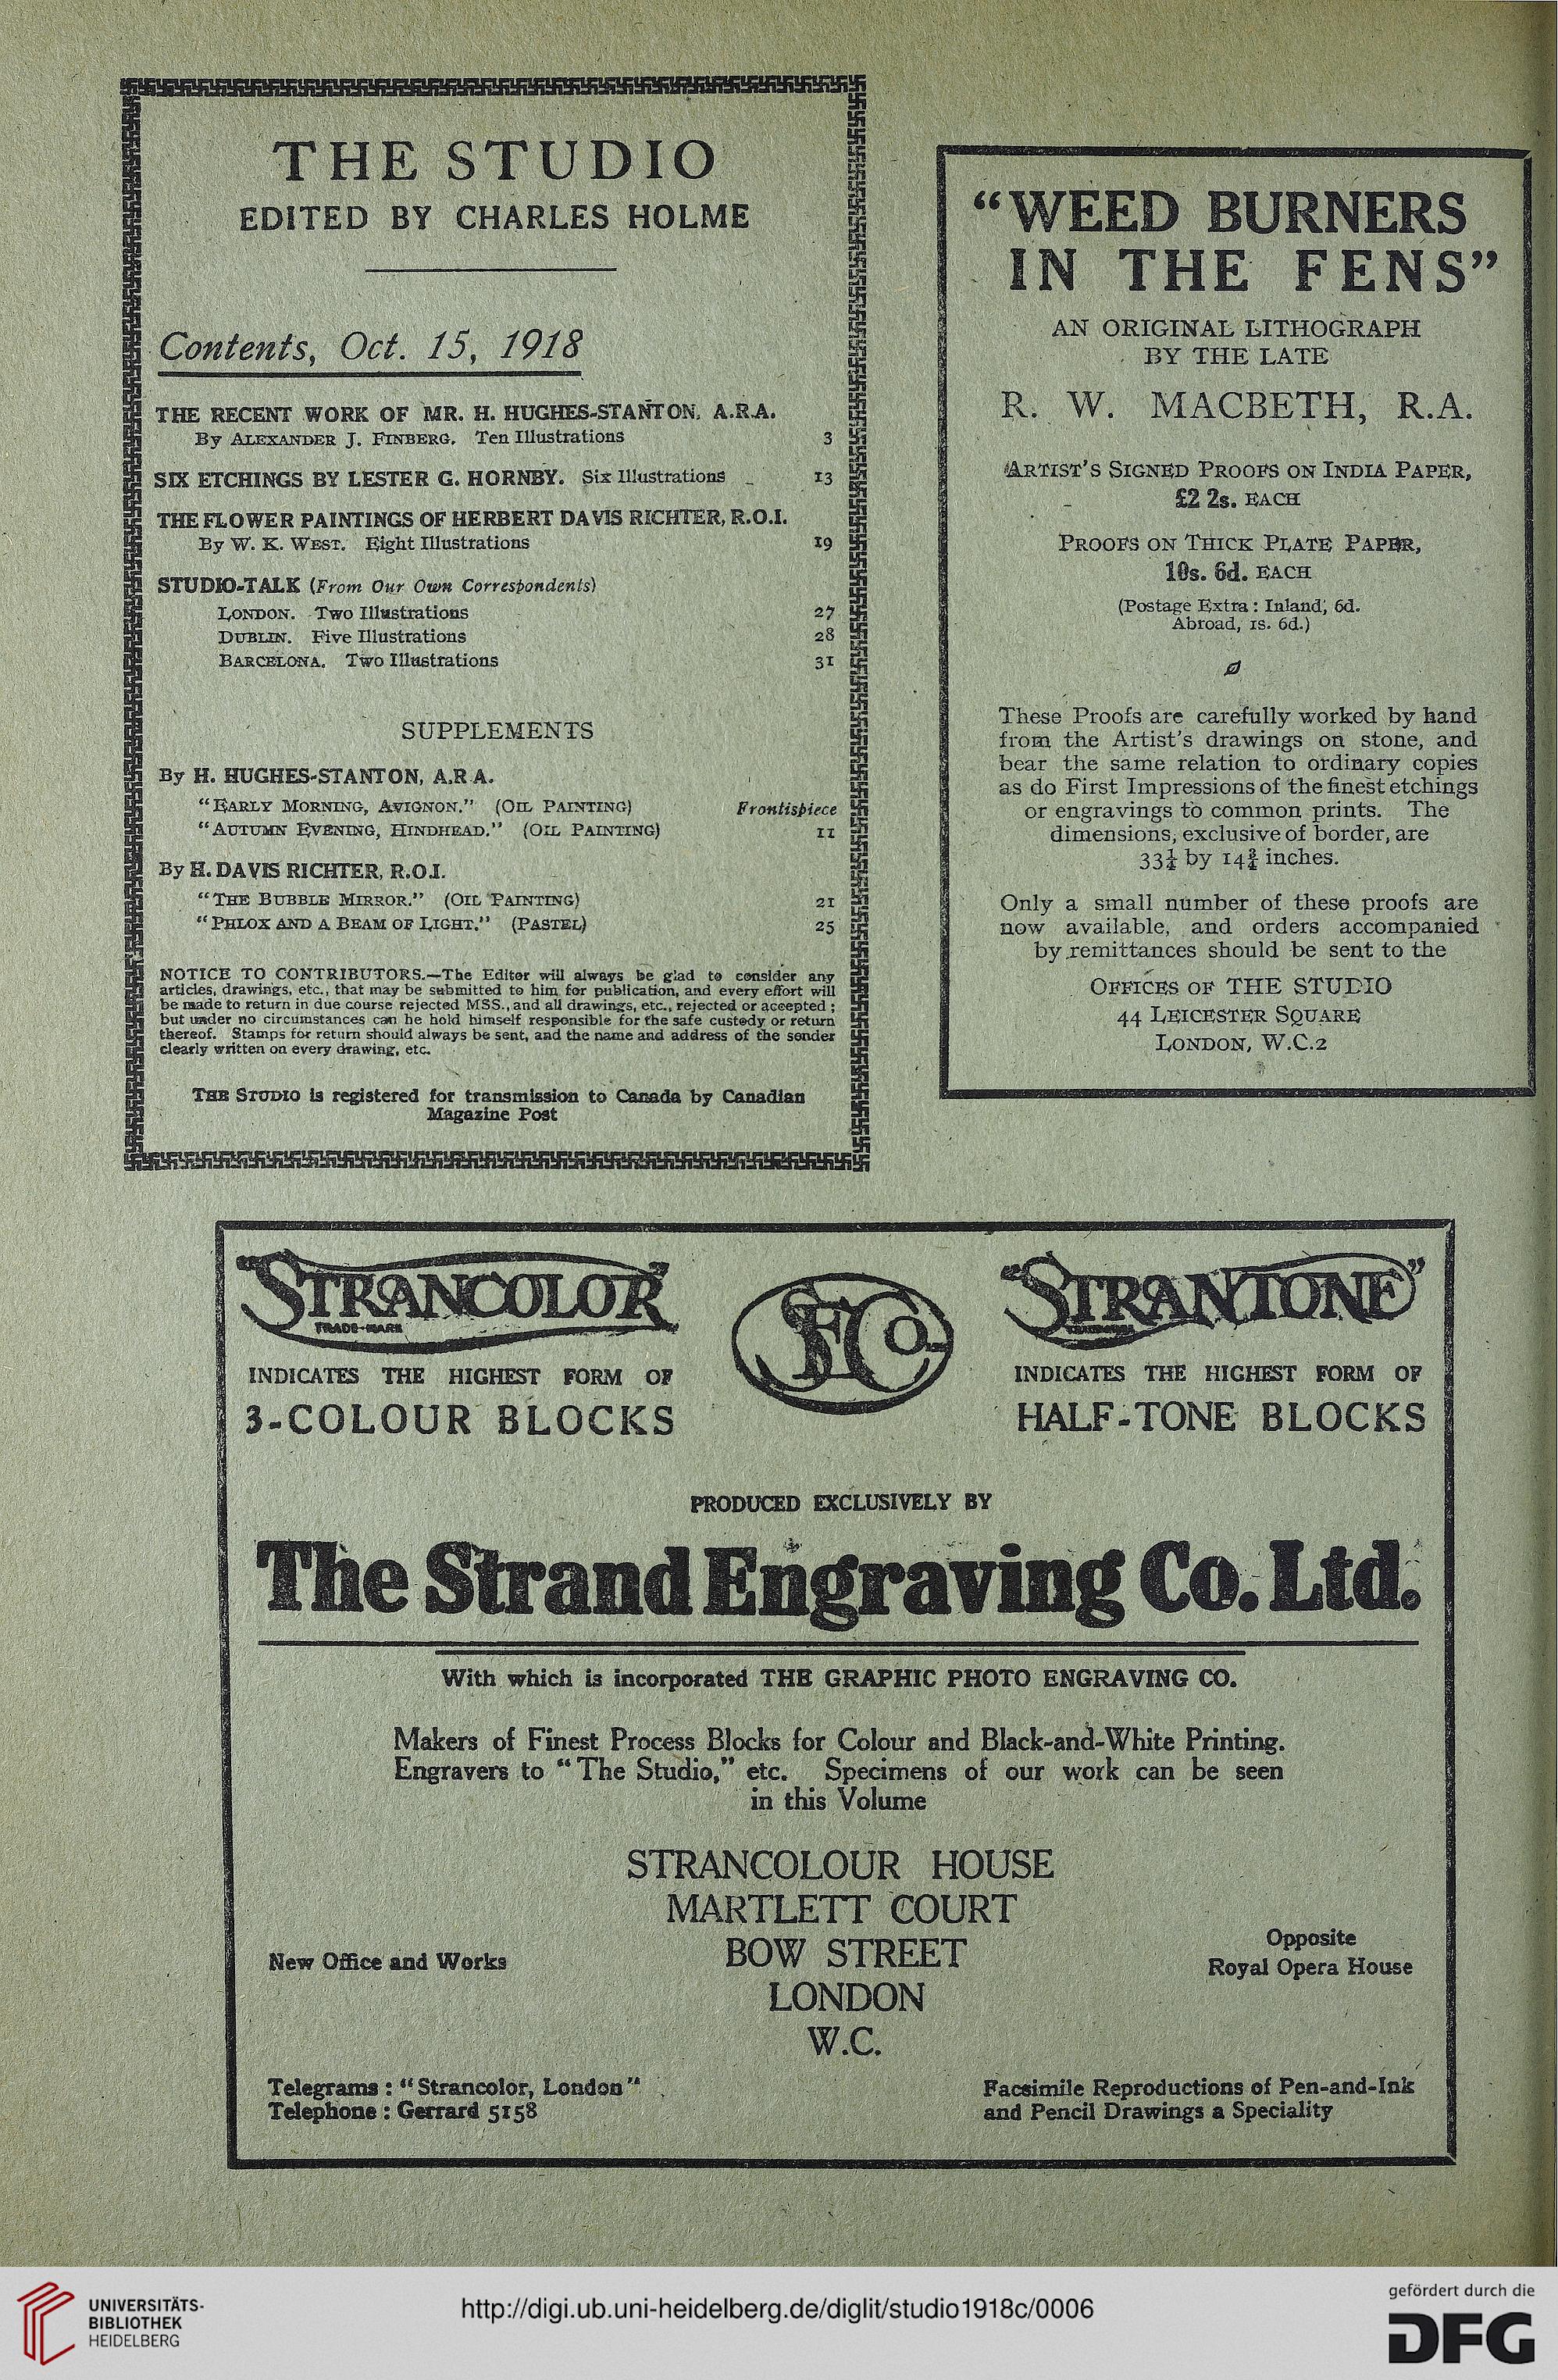 THE STUDIO
EDITED BY CHARLES HOLME
Contents, Oct. 15, 1918
THE RECENT WORK OF MR. H. HUGHES-STANTON, A.R.A.
By ALEXANDER J. FINBERG. Ten Illustrations 3
SIX ETCHINGS BY LESTER G. HORNBY. Six Illustrations 13
THE FLOWER PAINTINGS OF HERBERT DAVIS RICHTER, R.O.I.
By W. K. WEST. Eight Illustrations 19
STUDIO-TALK (From Our Own Correspondents)
LONDON. Two Illustrations 27
DUBLIN. Five Illustrations 28
BARCELONA. Two Illustrations 31
SUPPLEMENTS
By H. HUGHES-STANTON, A.R.A.
“EARLY MORNING, AVIGNON.” (OIL PAINTING) Frontispiece
“AUTUMN EVENING, HINDHEAD.” (OIL PAINTING) 11
By H. DAVIS RICHTER, R.O.I.
“THE BUBBLE MIRROR.” (OIL PAINTING) 21
“PHLOX AND A BEAM OF LIGHT.” (PASTEL) 25
NOTICE TO CONTRIBUTORS.—The Editor will always be glad to consider any
articles, drawings, etc., that may be submitted to him for publication, and every effort will
be made to return in due course rejected MSS., and all drawings, etc., rejected or accepted;
but under no circumstances can he hold himself responsible for the safe custody or return
thereof. Stamps for return should always be sent, and the name and address of the sender
clearly written on every drawing, etc.
THE STUDIO is registered for transmission to Canada by Canadian
Magazine Post
“WEED BURNERS
IN THE FENS”
AN ORIGINAL LITHOGRAPH
BY THE LATE
R. W. MACBETH, R.A.
ARTIST'S SIGNED PROOFS ON INDIA PAPER,
£2 2s. EACH
PROOFS ON THICK PLATE PAPER,
10s. 6d. EACH
(Postage Extra: Inland, 6d.
Abroad, 1s. 6d.)
These Proofs are carefully worked by hand
from the Artist's drawings on stone, and
bear the same relation to ordinary copies
as do First Impressions of the finest etchings
or engravings to common prints. The
dimensions, exclusive of border, are
by inches.
Only a small number of these proofs are
now available, and orders accompanied
by remittances should be sent to the
OFFICES OF THE STUDIO
44 LEICESTER SQUARE
LONDON, W.C.2
“STRANCOLOR”
TRADE-MARK
INDICATES THE HIGHEST FORM OF
3-COLOUR BLOCKS
SECo.
“STRANTONE”
INDICATES THE HIGHEST FORM OF
HALF-TONE BLOCKS
PRODUCED EXCLUSIVELY BY
The Strand Engraving Co. Ltd.
With which is incorporated THE GRAPHIC PHOTO ENGRAVING CO.
Makers of Finest Process Blocks for Colour and Black-and-White Printing.
Engravers to “The Studio,” etc. Specimens of our work can be seen
in this Volume
STRANCOLOUR HOUSE
MARTLETT COURT
New Office and Works BOW STREET
Opposite
Royal Opera House
LONDON
W.C.
Telegrams: “Strancolor, London”
Telephone: Gerrard 5158
Facsimile Reproductions of Pen-and-Ink
and Pencil Drawings a Speciality
UNIVERSITÄTS-
BIBLIOTHEK
HEIDELBERG
http://digi.ub.uni-heidelberg.de/diglit/studio1918c/0006
gefördert durch die
DFG